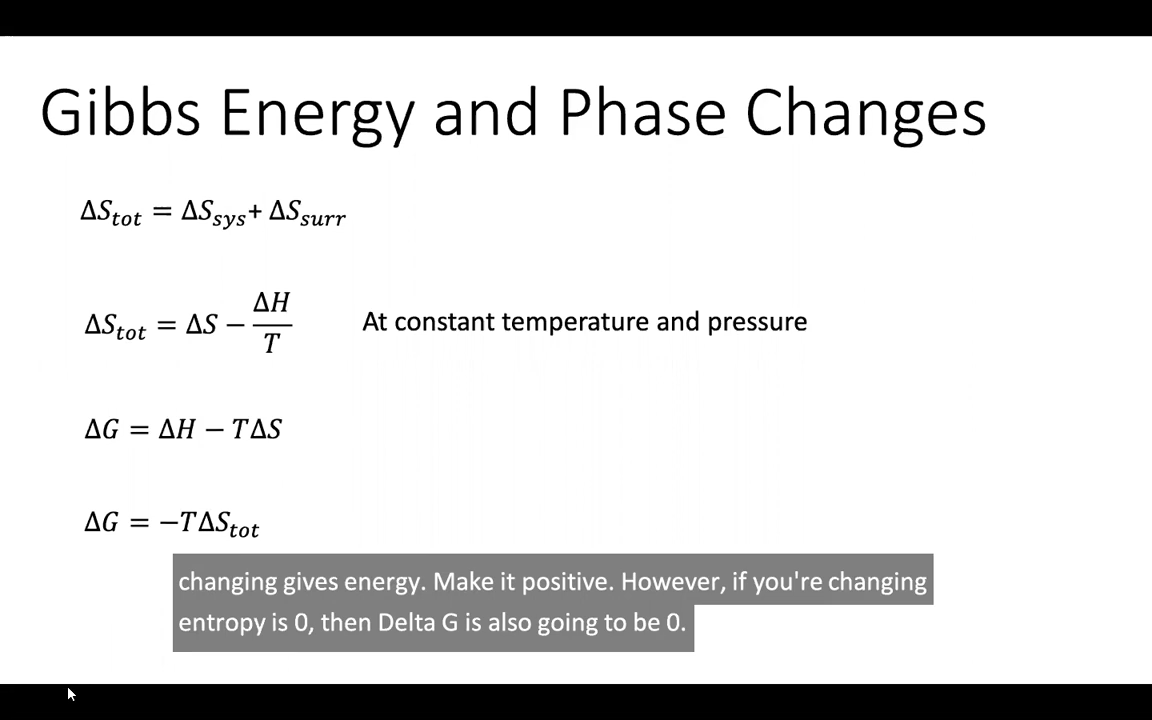 Gibbs Energy and Phase Changes
ΔS_tot = ΔS_sys + ΔS_surr
ΔS_tot = ΔS − ΔH/T At constant temperature and pressure
ΔG = ΔH − TΔS
ΔG = −TΔS_tot
changing gives energy. Make it positive. However, if you're changing
entropy is 0, then Delta G is also going to be 0.